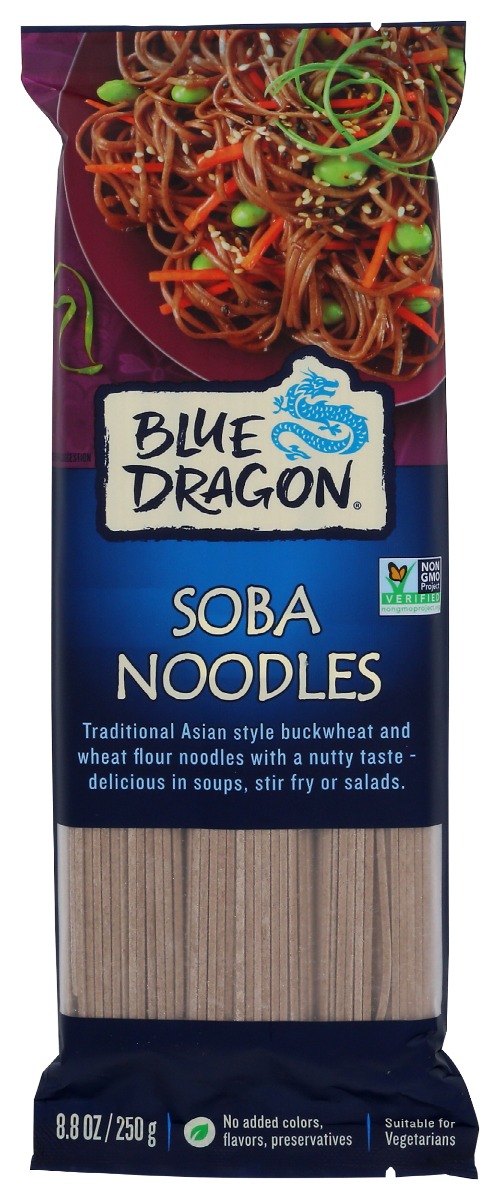 BLUE
DRAGON®
NON
GMO
Project
VERIFIED
nongmoproject.org
SOBA
NOODLES
Traditional Asian style buckwheat and
wheat flour noodles with a nutty taste -
delicious in soups, stir fry or salads.
8.8 OZ / 250 g
No added colors,
flavors, preservatives
Suitable for
Vegetarians